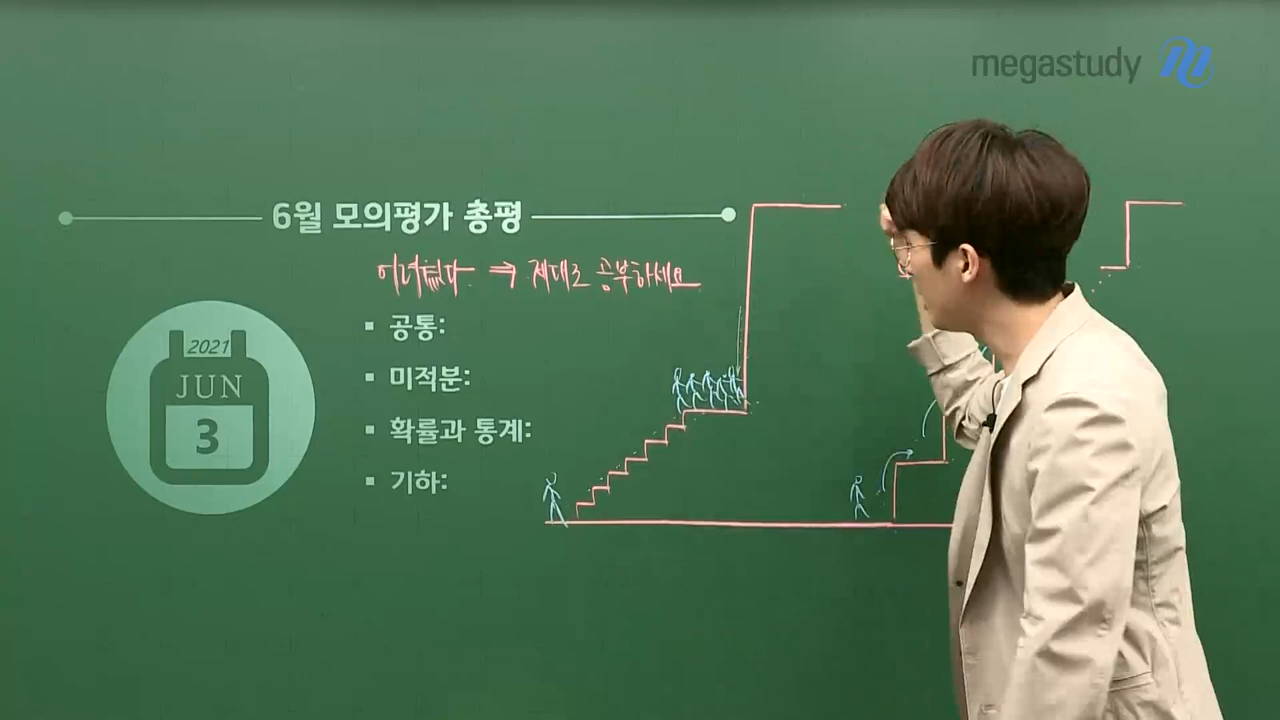 megastudy
6월 모의평가 총평
어려웠다 ⇒ 제대로 공부하세요
2021
JUN
3
▪ 공통:
▪ 미적분:
▪ 확률과 통계:
▪ 기하: